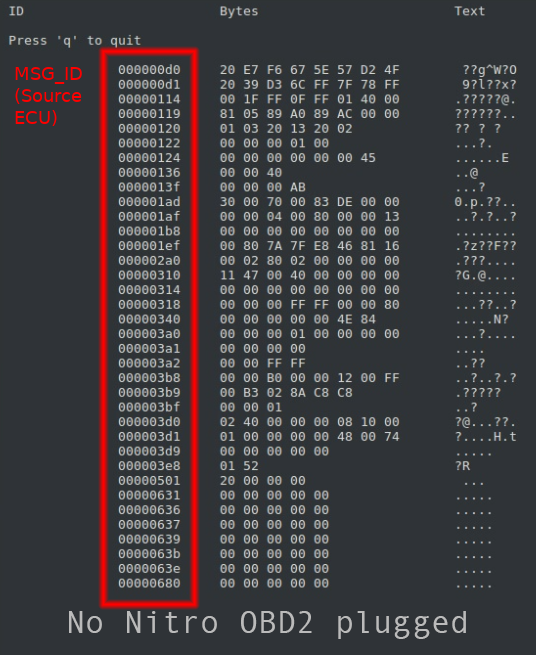 ID Bytes Text
Press 'q' to quit
MSG_ID
(Source
ECU)
000000d0 20 E7 F6 67 5E 57 D2 4F ??g^W?O
000000d1 20 39 D3 6C FF 7F 78 FF 9?l??x?
00000114 00 1F FF 0F FF 01 40 00 .?????@.
00000119 81 05 89 A0 89 AC 00 00 ??????..
00000120 01 03 20 13 20 02 ?? ? ?
00000122 00 00 00 01 00 ...?.
00000124 00 00 00 00 00 00 45 ......E
00000136 00 00 40 ..@
0000013f 00 00 00 AB ...?
000001ad 30 00 70 00 83 DE 00 00 0.p.??..
000001af 00 00 04 00 80 00 00 13 ..?.?..?
000001b8 00 00 00 00 00 00 00 00 ........
000001ef 00 80 7A 7F E8 46 81 16 .?z??F??
000002a0 00 02 80 02 00 00 00 00 .???....
00000310 11 47 00 40 00 00 00 00 ?G.@....
00000314 00 00 00 00 00 00 00 00 ........
00000318 00 00 00 FF FF 00 00 80 ...??..?
00000340 00 00 00 00 00 4E 84 .....N?
000003a0 00 00 00 01 00 00 00 00 ...?....
000003a1 00 00 00 00 ....
000003a2 00 00 FF FF ..??
000003b8 00 00 B0 00 00 12 00 FF ..?..?.?
000003b9 00 B3 02 8A C8 C8 .?????
000003bf 00 00 01 ..?
000003d0 02 40 00 00 00 08 10 00 ?@...??.
000003d1 01 00 00 00 00 48 00 74 ?....H.t
000003d9 00 00 00 00 00 .....
000003e8 01 52 ?R
00000501 20 00 00 00 ...
00000631 00 00 00 00 00 .....
00000636 00 00 00 00 00 .....
00000637 00 00 00 00 00 .....
00000639 00 00 00 00 00 .....
0000063b 00 00 00 00 00 .....
0000063e 00 00 00 00 00 .....
00000680 00 00 00 00 00 .....
No Nitro OBD2 plugged